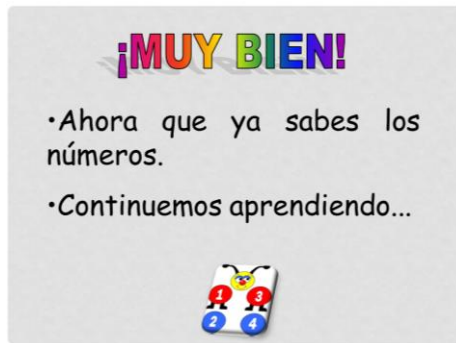 ¡MUY BIEN!
•Ahora que ya sabes los
números.
•Continuemos aprendiendo...
1 3
2 4